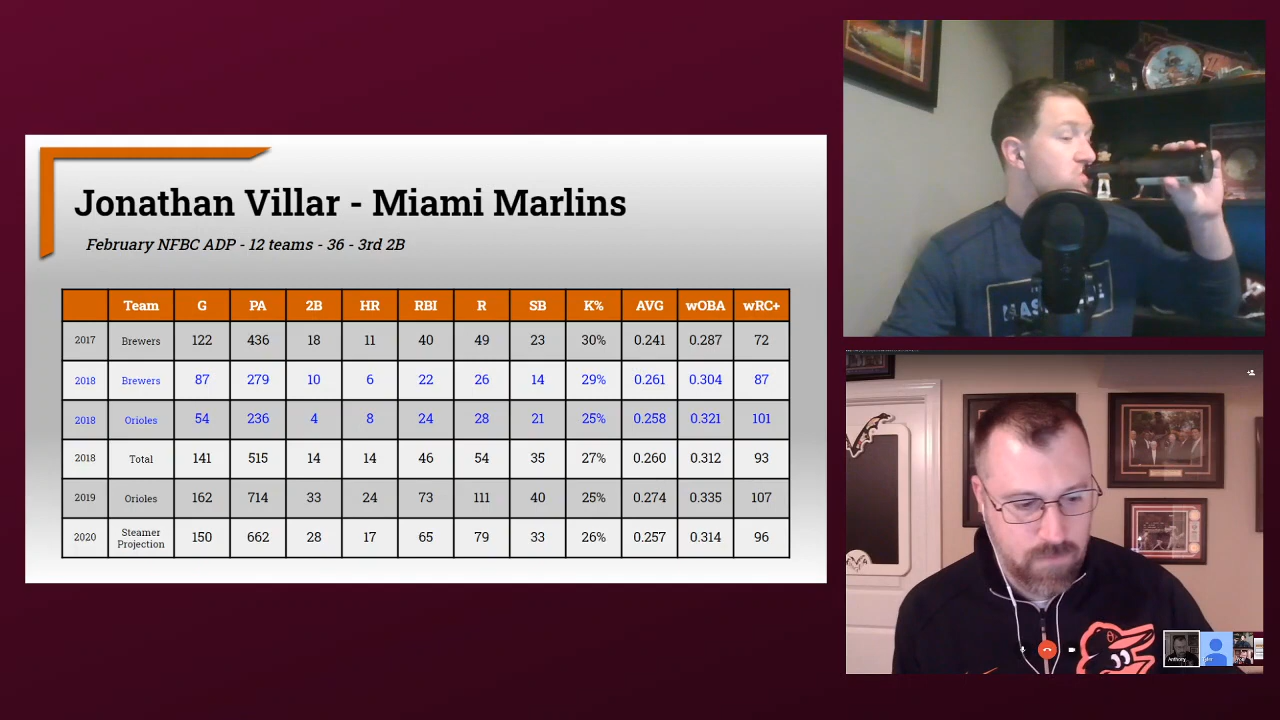 Jonathan Villar - Miami Marlins
February NFBC ADP - 12 teams - 36 - 3rd 2B
Team G PA 2B HR RBI R SB K% AVG wOBA wRC+
2017 Brewers 122 436 18 11 40 49 23 30% 0.241 0.287 72
2018 Brewers 87 279 10 6 22 26 14 29% 0.261 0.304 87
2018 Orioles 54 236 4 8 24 28 21 25% 0.258 0.321 101
2018 Total 141 515 14 14 46 54 35 27% 0.260 0.312 93
2019 Orioles 162 714 33 24 73 111 40 25% 0.274 0.335 107
2020 Steamer Projection 150 662 28 17 65 79 33 26% 0.257 0.314 96
Anthony